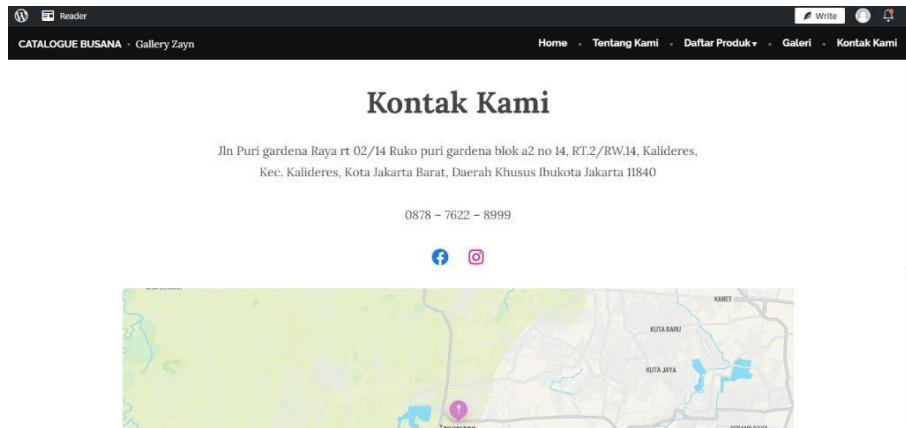 Reader
Write
CATALOGUE BUSANA - Gallery Zayn
Home - Tentang Kami - Daftar Produk▾ - Galeri - Kontak Kami
Kontak Kami
Jln Puri gardena Raya rt 02/14 Ruko puri gardena blok a2 no 14, RT.2/RW.14, Kalideres,
Kec. Kalideres, Kota Jakarta Barat, Daerah Khusus Ibukota Jakarta 11840
0878 – 7622 – 8999
KARET
KUTA BARU
KUTA JAYA
Tangerang